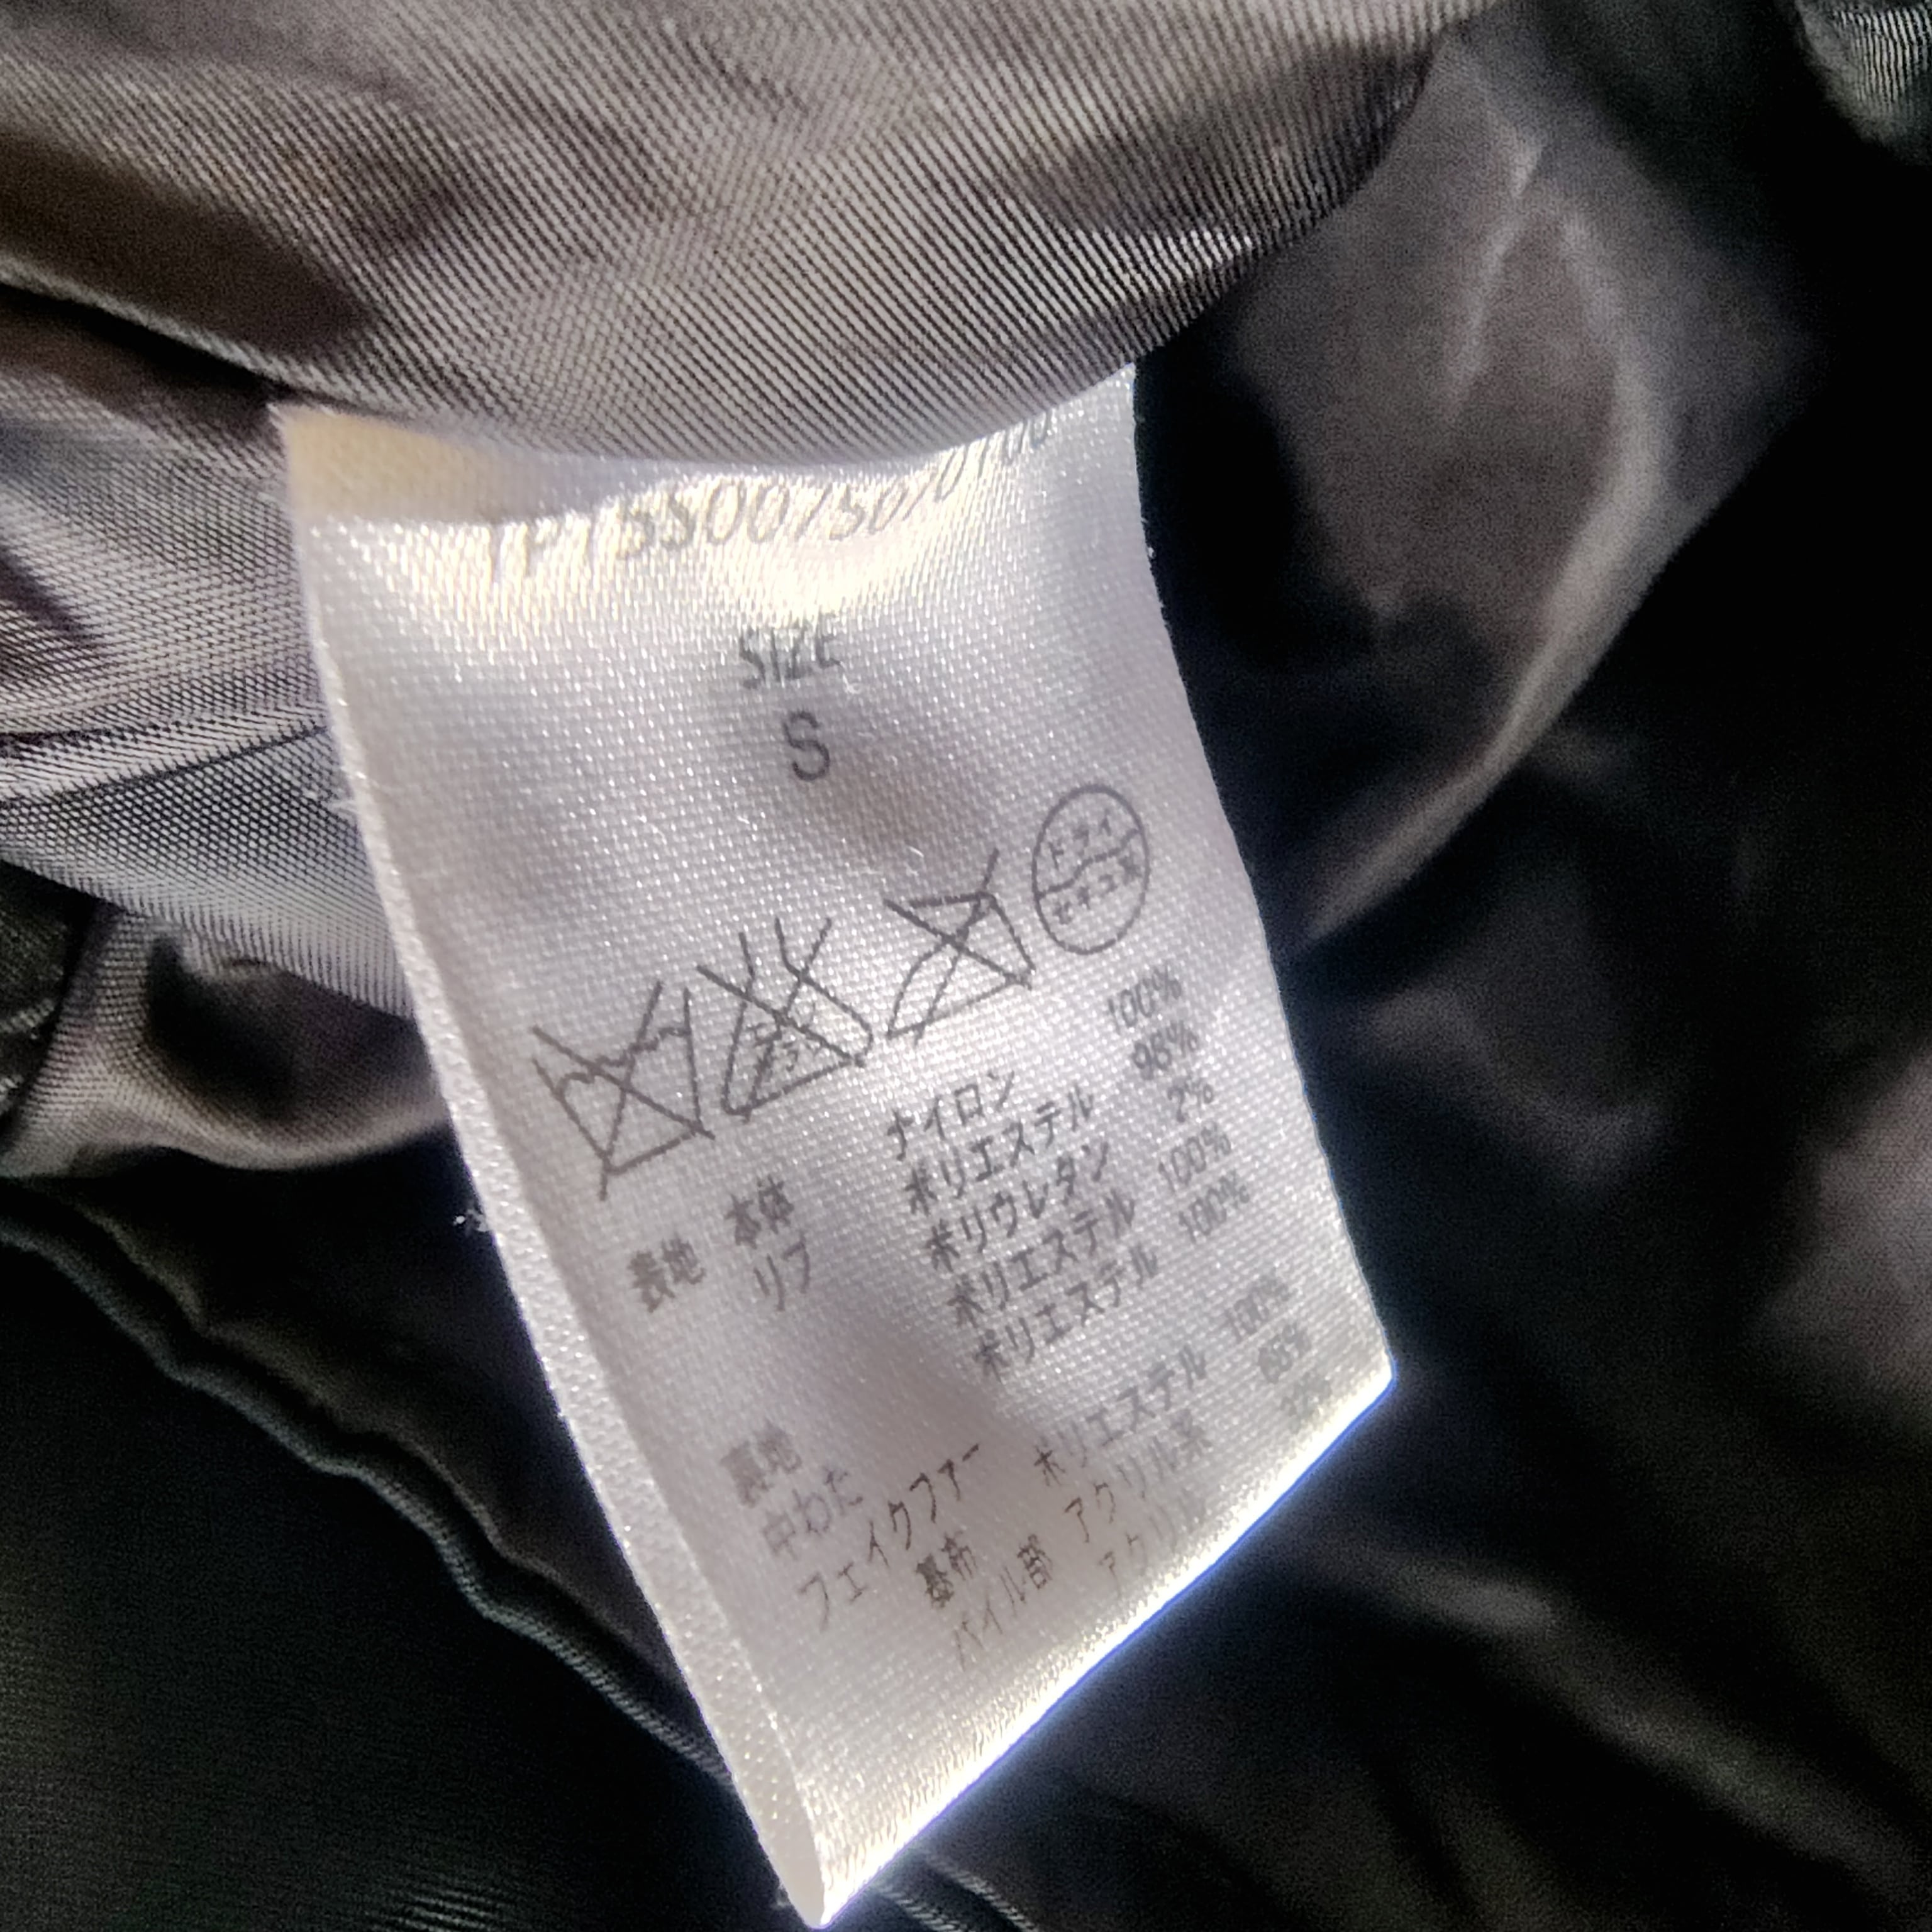 SIZE
S
ドライ
セキユ系
表地 本体 ナイロン 100%
リブ ポリエステル 98%
ポリウレタン 2%
裏地 ポリエステル 100%
中わた ポリエステル 100%
フェイクファー
基布 ポリエステル 100%
パイル部 アクリル系
アクリル